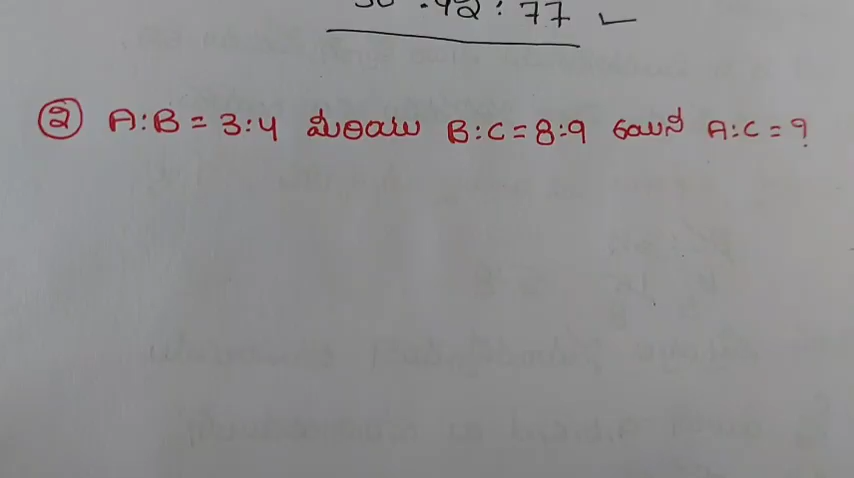 : 42 : 77
② A:B = 3:4 మరియు B:C = 8:9 అయిన A:C = ?